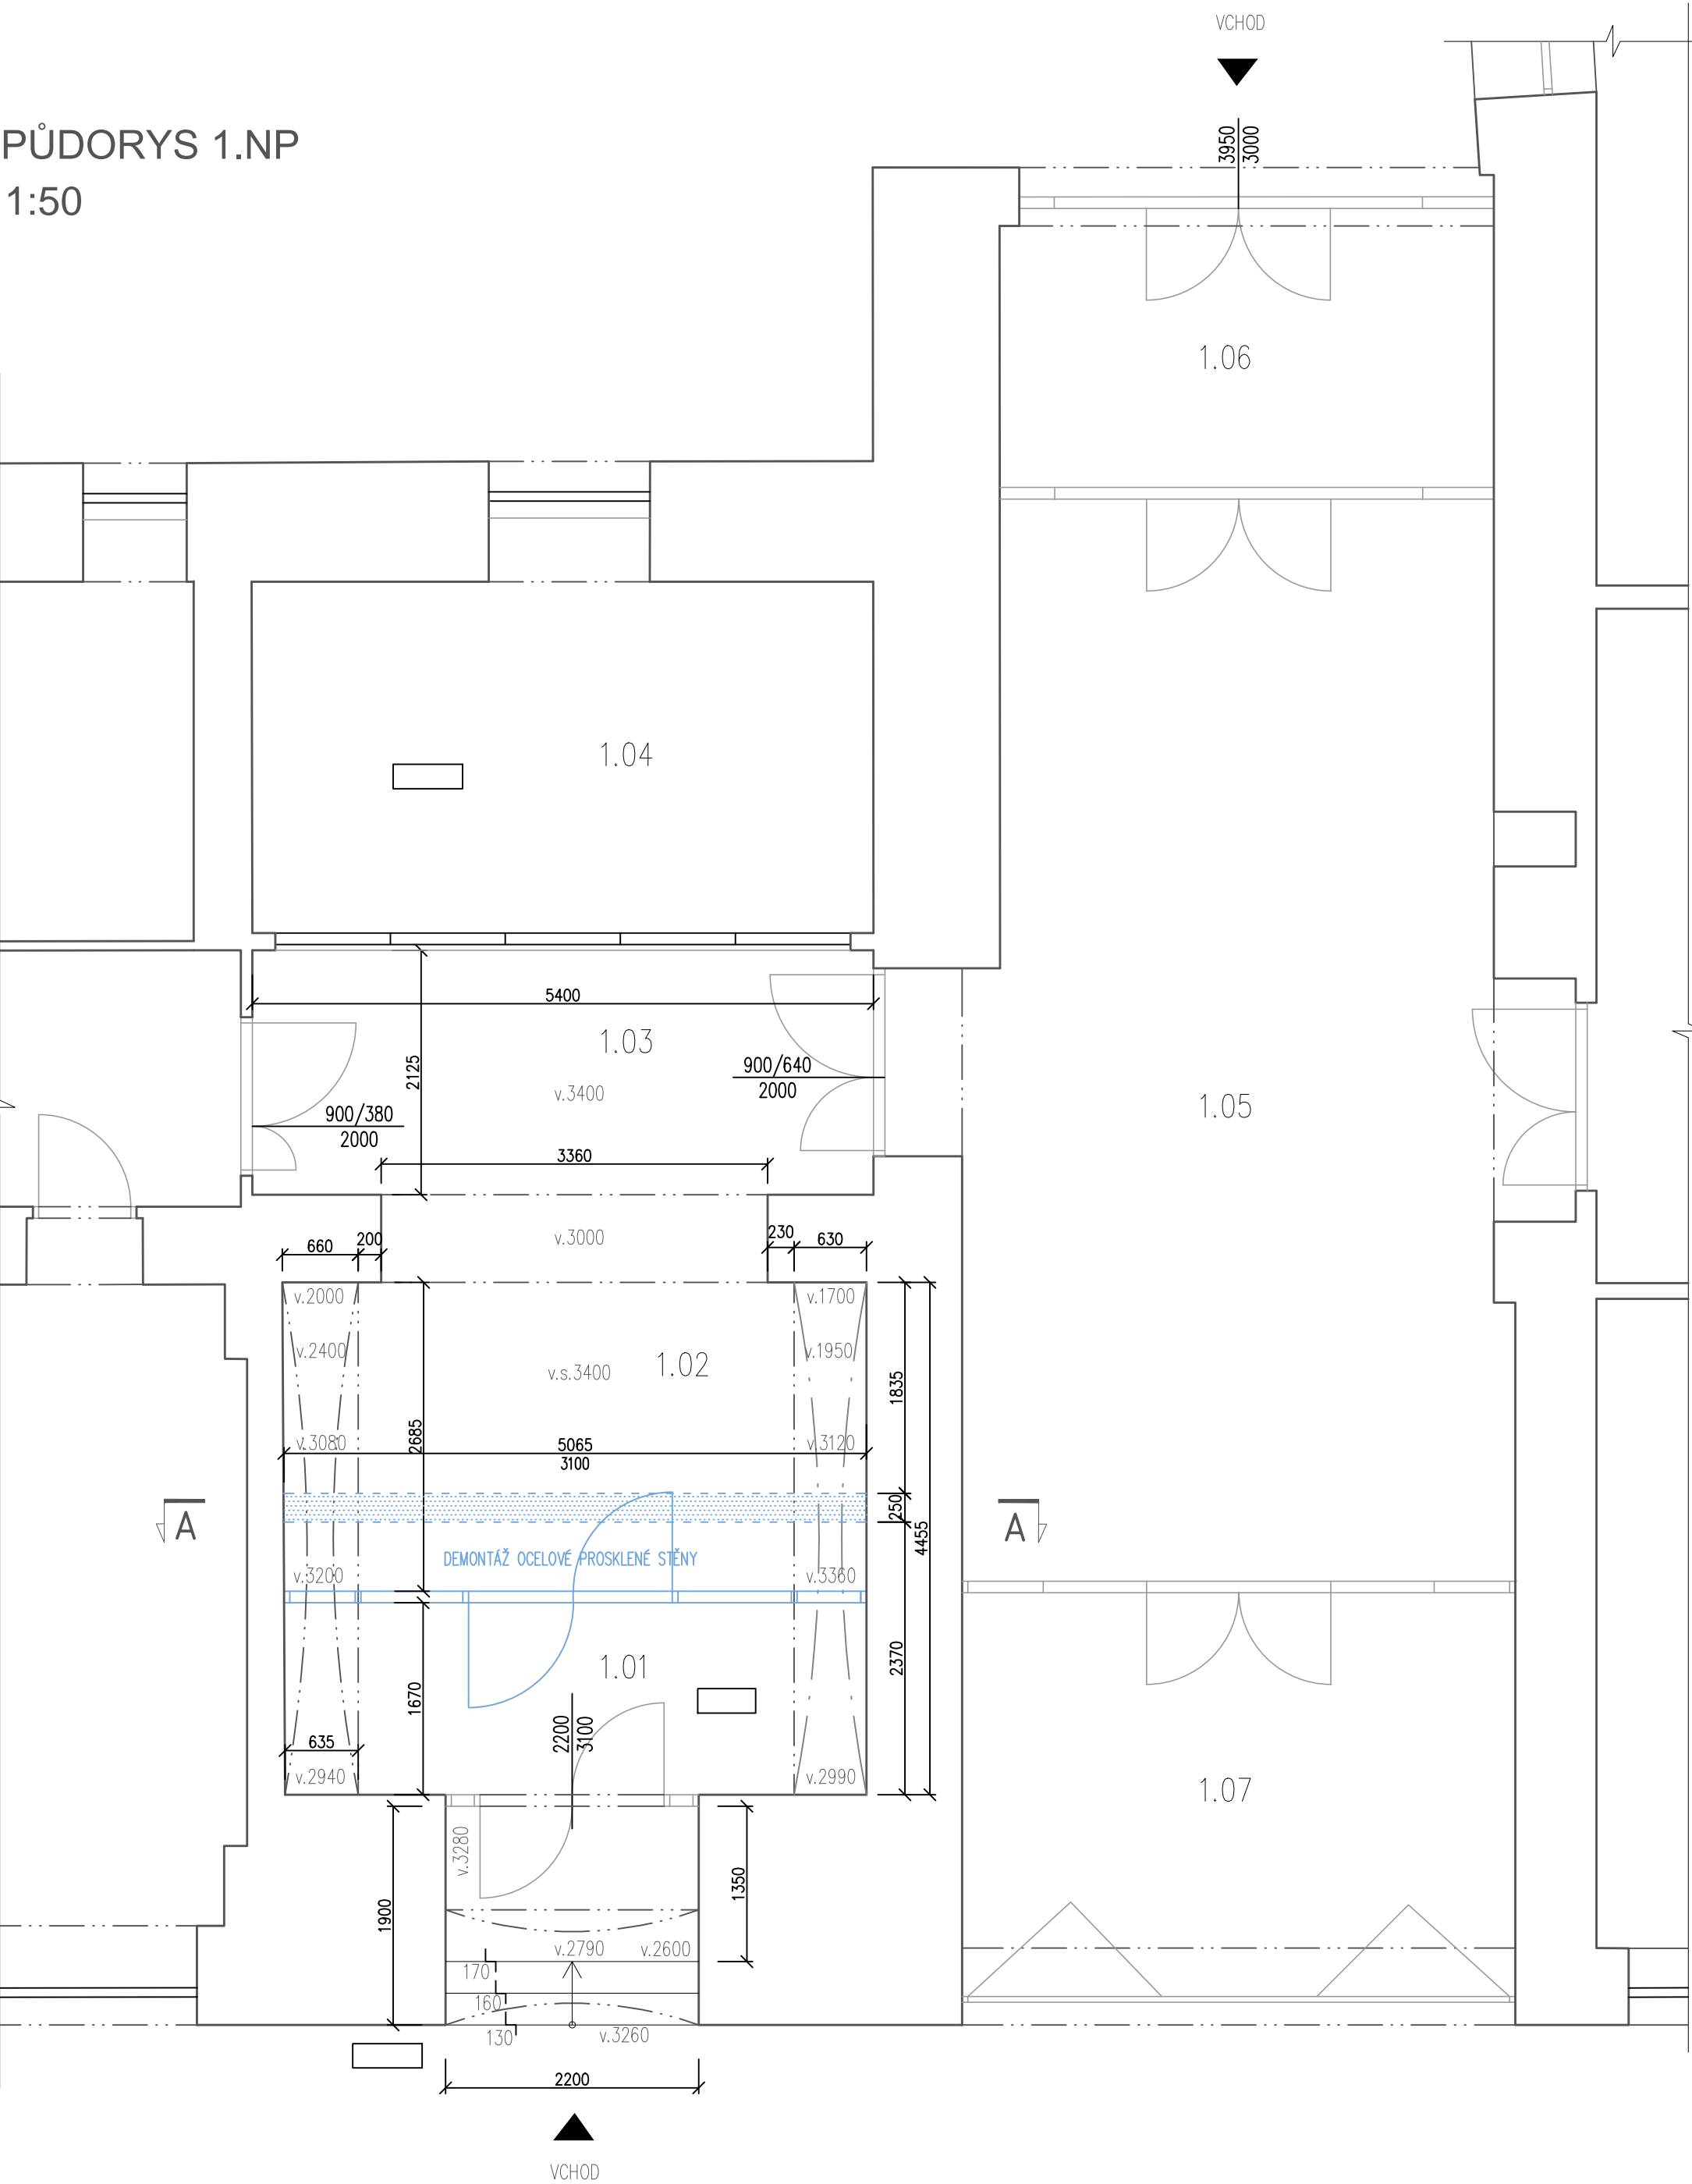 VCHOD
PŮDORYS 1.NP
1:50
3950
3000
1.06
1.04
5400
1.03
2125
900/640
2000
v.3400
900/380
2000
1.05
3360
v.3000
660
200
230
630
v.2000
v.1700
v.2400
v.1950
v.s.3400
1.02
1835
2685
v.3080
v.3120
5065
3100
250
4455
A
A
DEMONTÁŽ OCELOVÉ PROSKLENÉ STĚNY
v.3200
v.3360
1.01
2370
1670
2200
3100
635
v.2940
v.2990
1.07
v.3280
1350
1900
v.2790
v.2600
170
160
130
v.3260
2200
VCHOD